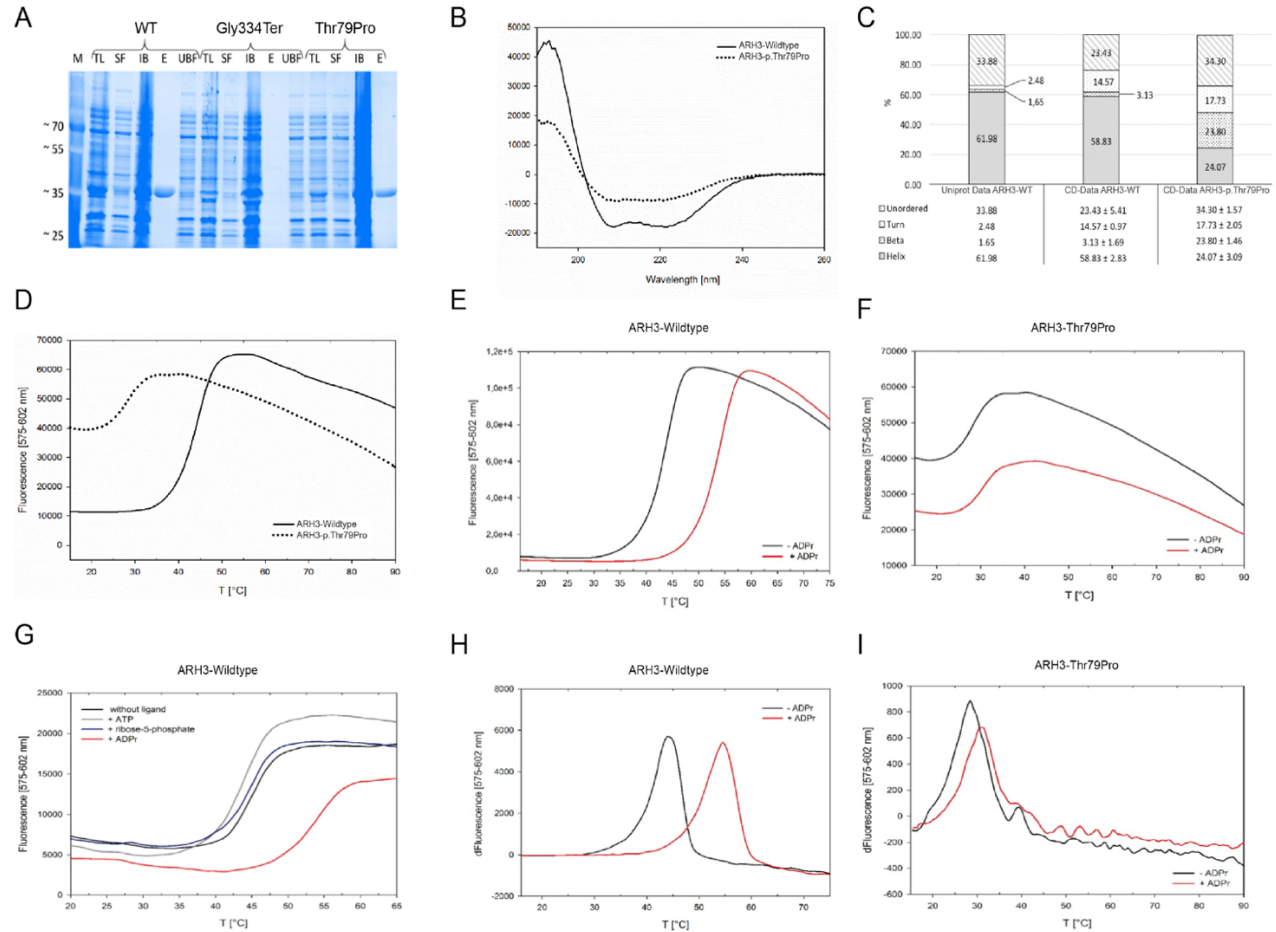 A
WT Gly334Ter Thr79Pro
M TL SF IB E UBF TL SF IB E UBF TL SF IB E
~ 70
~ 55
~ 35
~ 25
B
50000
40000
30000
20000
10000
0
-10000
-20000
200 220 240 260
Wavelength [nm]
ARH3-Wildtype
ARH3-p.Thr79Pro
C
100.00
80.00
60.00
40.00
20.00
0.00
%
33.88
2.48
1,65
61.98
23.43
14.57
3.13
58.83
34.30
17.73
23.80
24.07
Uniprot Data ARH3-WT CD-Data ARH3-WT CD-Data ARH3-p.Thr79Pro
Unordered 33.88 23.43 ± 5.41 34.30 ± 1.57
Turn 2.48 14.57 ± 0.97 17.73 ± 2.05
Beta 1.65 3.13 ± 1.69 23.80 ± 1.46
Helix 61.98 58.83 ± 2.83 24.07 ± 3.09
D
Fluorescence [575-602 nm]
70000
60000
50000
40000
30000
20000
10000
0
20 30 40 50 60 70 80 90
T [°C]
ARH3-Wildtype
ARH3-p.Thr79Pro
E
ARH3-Wildtype
Fluorescence [575-602 nm]
1,2e+5
1,0e+5
8,0e+4
6,0e+4
4,0e+4
2,0e+4
0,0
20 25 30 35 40 45 50 55 60 65 70 75
T [°C]
- ADPr
+ ADPr
F
ARH3-Thr79Pro
Fluorescence [575-602 nm]
70000
60000
50000
40000
30000
20000
10000
20 30 40 50 60 70 80 90
T [°C]
- ADPr
+ ADPr
G
ARH3-Wildtype
Fluorescence [575-602 nm]
25000
20000
15000
10000
5000
0
20 25 30 35 40 45 50 55 60 65
T [°C]
without ligand
+ ATP
+ ribose-5-phosphate
+ ADPr
H
ARH3-Wildtype
dFluorescence [575-602 nm]
8000
6000
4000
2000
0
-2000
20 30 40 50 60 70
T [°C]
- ADPr
+ ADPr
I
ARH3-Thr79Pro
dFluorescence [575-602 nm]
1000
800
600
400
200
0
-200
-400
-600
20 30 40 50 60 70 80 90
T [°C]
- ADPr
+ ADPr